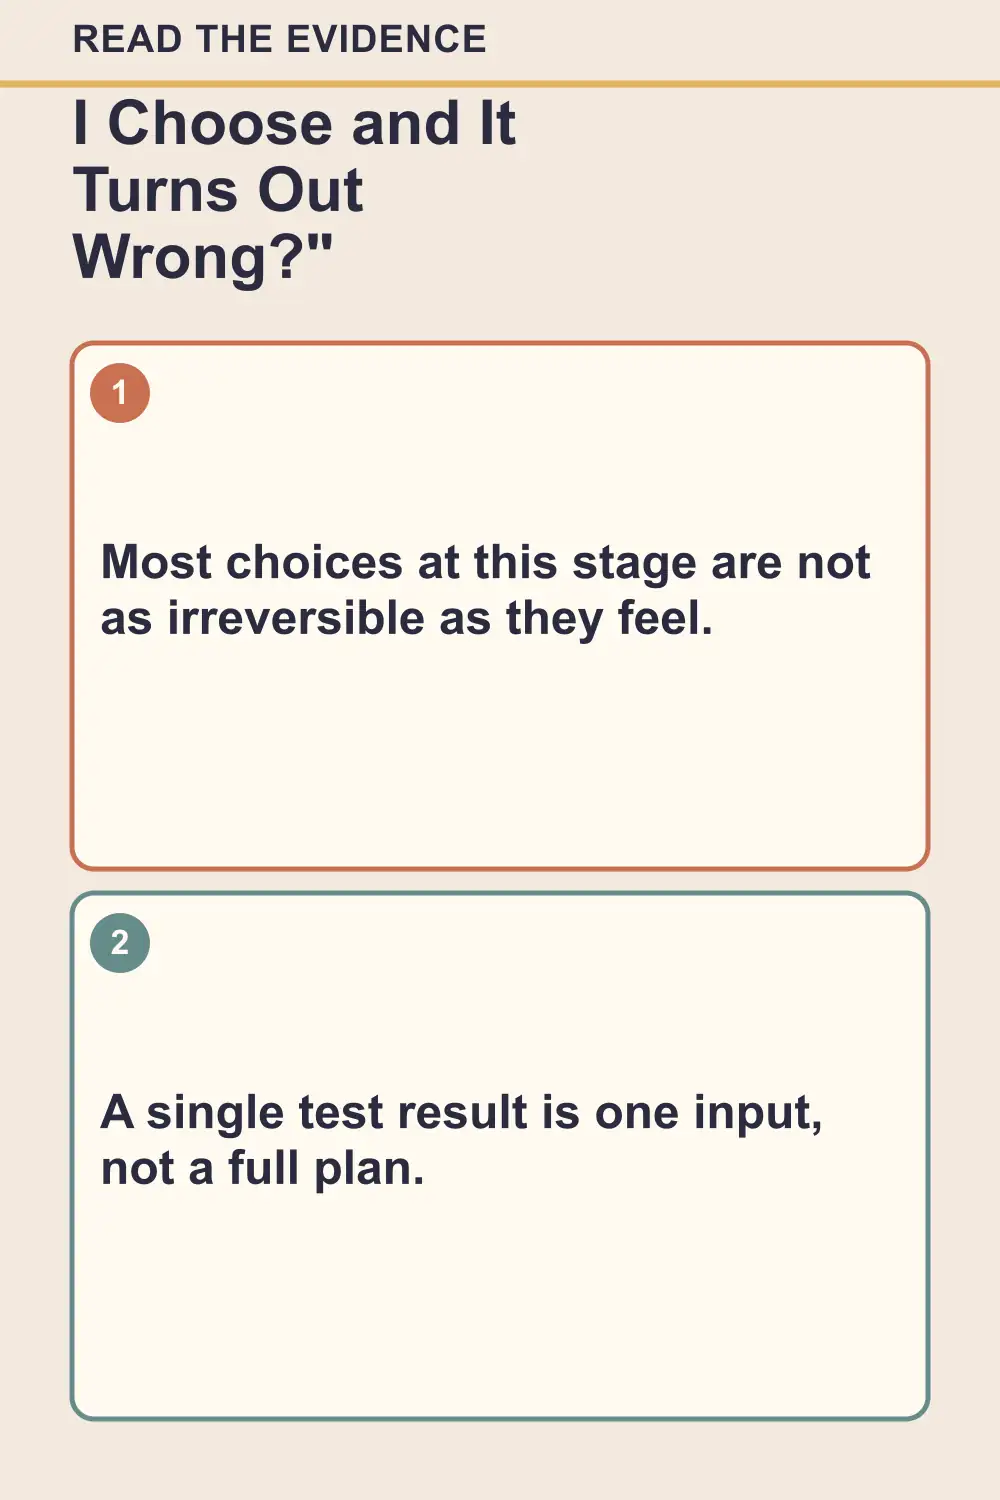 READ THE EVIDENCE
I Choose and It
Turns Out
Wrong?"
1
Most choices at this stage are not
as irreversible as they feel.
2
A single test result is one input,
not a full plan.